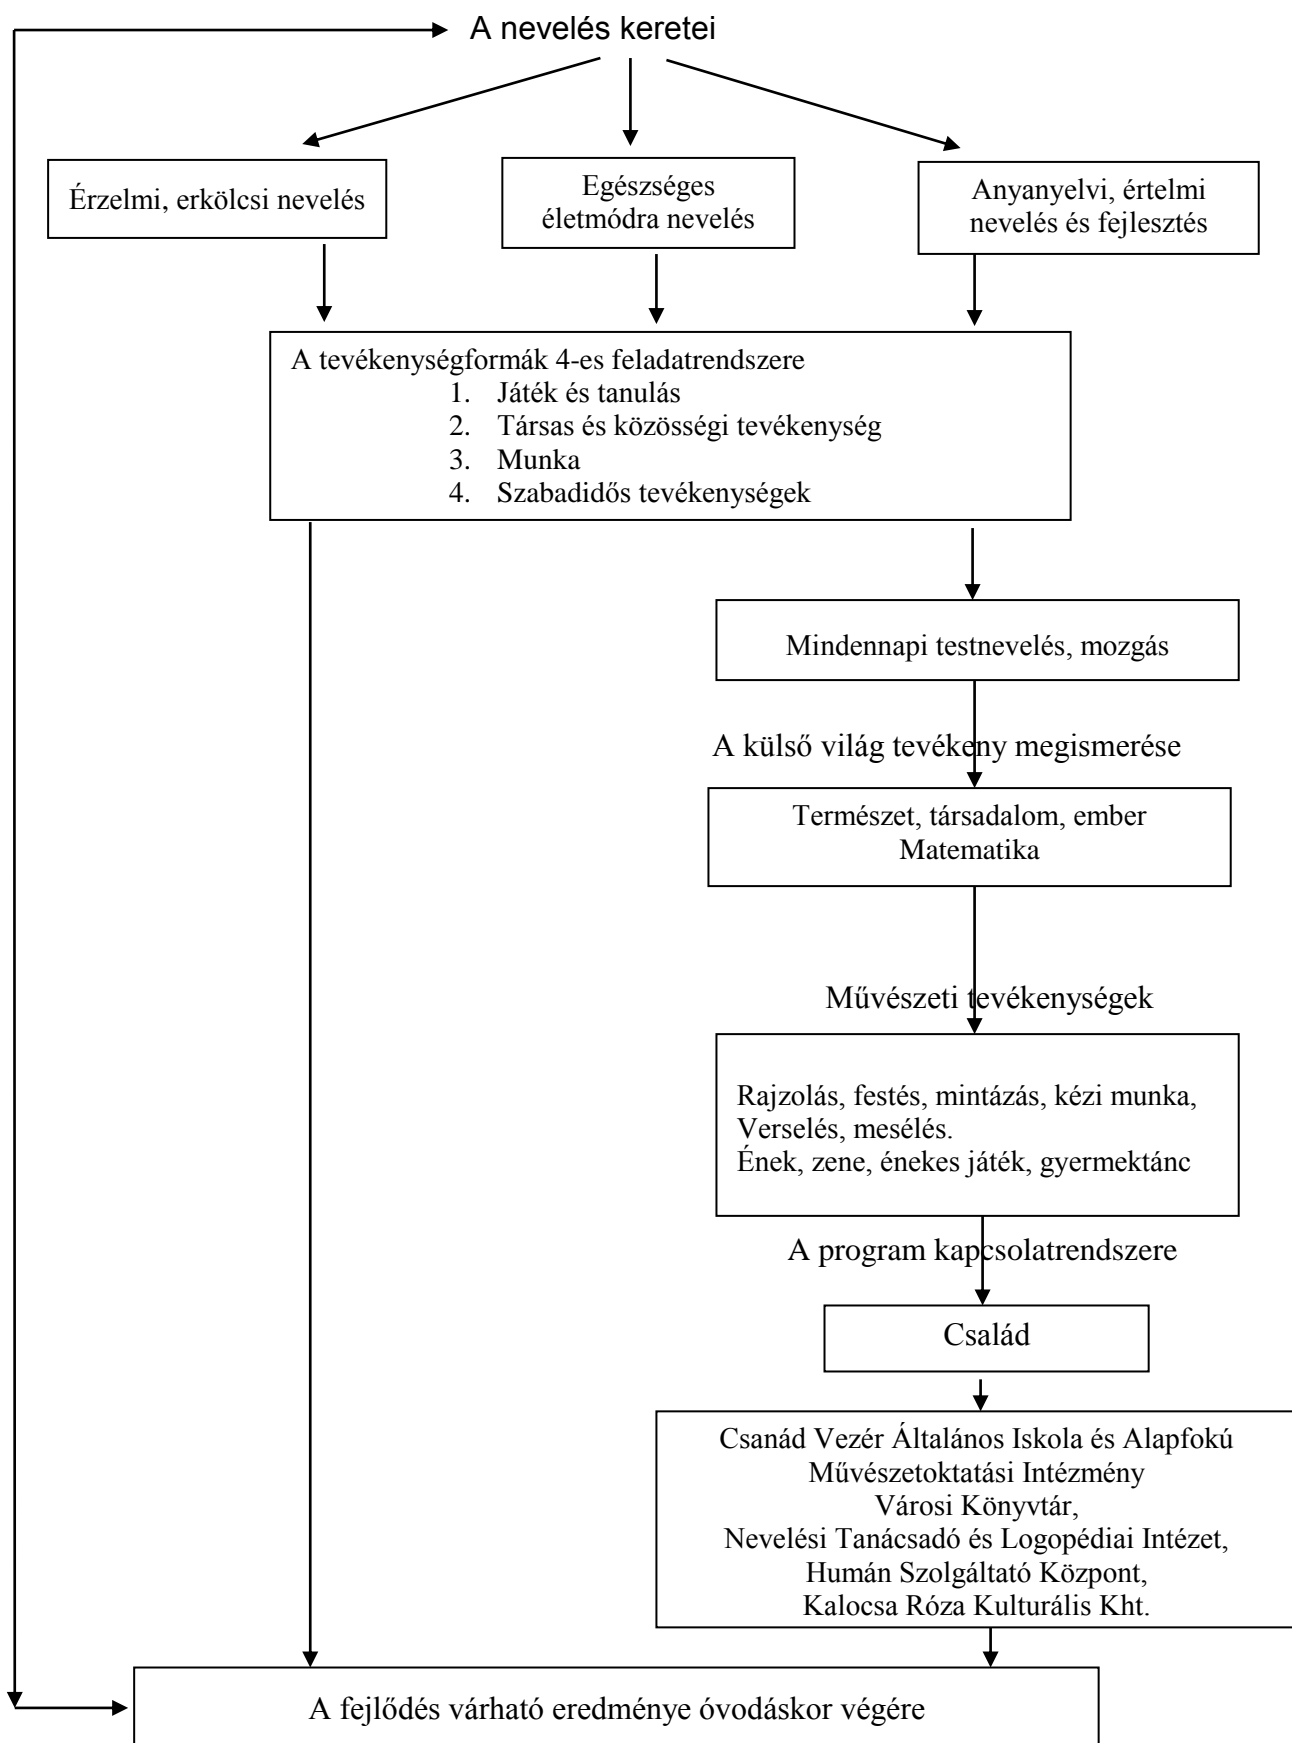 A nevelés keretei
Érzelmi, erkölcsi nevelés
Egészséges
életmódra nevelés
Anyanyelvi, értelmi
nevelés és fejlesztés
A tevékenységformák 4-es feladatrendszere
1. Játék és tanulás
2. Társas és közösségi tevékenység
3. Munka
4. Szabadidős tevékenységek
Mindennapi testnevelés, mozgás
A külső világ tevékeny megismerése
Természet, társadalom, ember
Matematika
Művészeti tevékenységek
Rajzolás, festés, mintázás, kézi munka,
Verselés, mesélés.
Ének, zene, énekes játék, gyermektánc
A program kapcsolatrendszere
Család
Csanád Vezér Általános Iskola és Alapfokú
Művészetoktatási Intézmény
Városi Könyvtár,
Nevelési Tanácsadó és Logopédiai Intézet,
Humán Szolgáltató Központ,
Kalocsa Róza Kulturális Kht.
A fejlődés várható eredménye óvodáskor végére